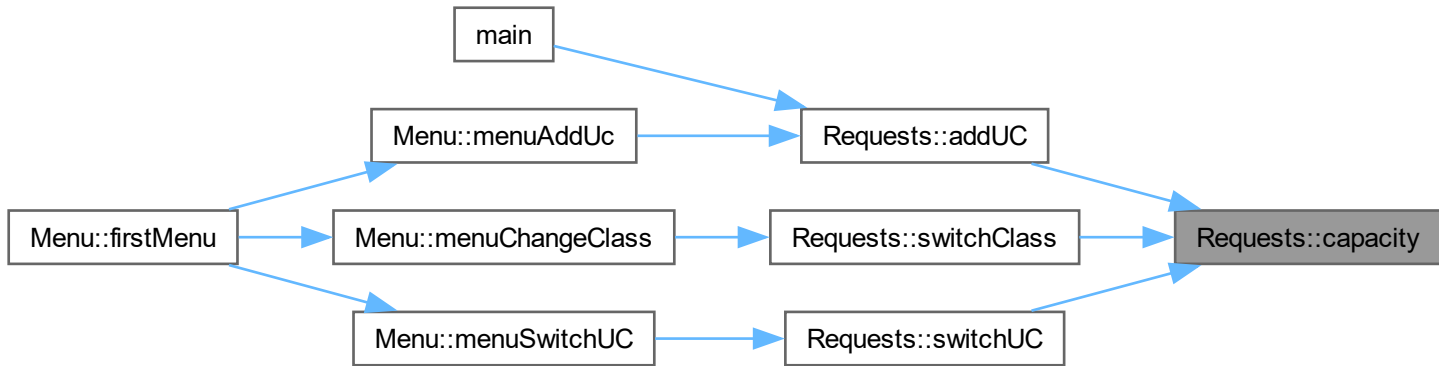 main
Menu::menuAddUc
Requests::addUC
Menu::firstMenu
Menu::menuChangeClass
Requests::switchClass
Requests::capacity
Menu::menuSwitchUC
Requests::switchUC